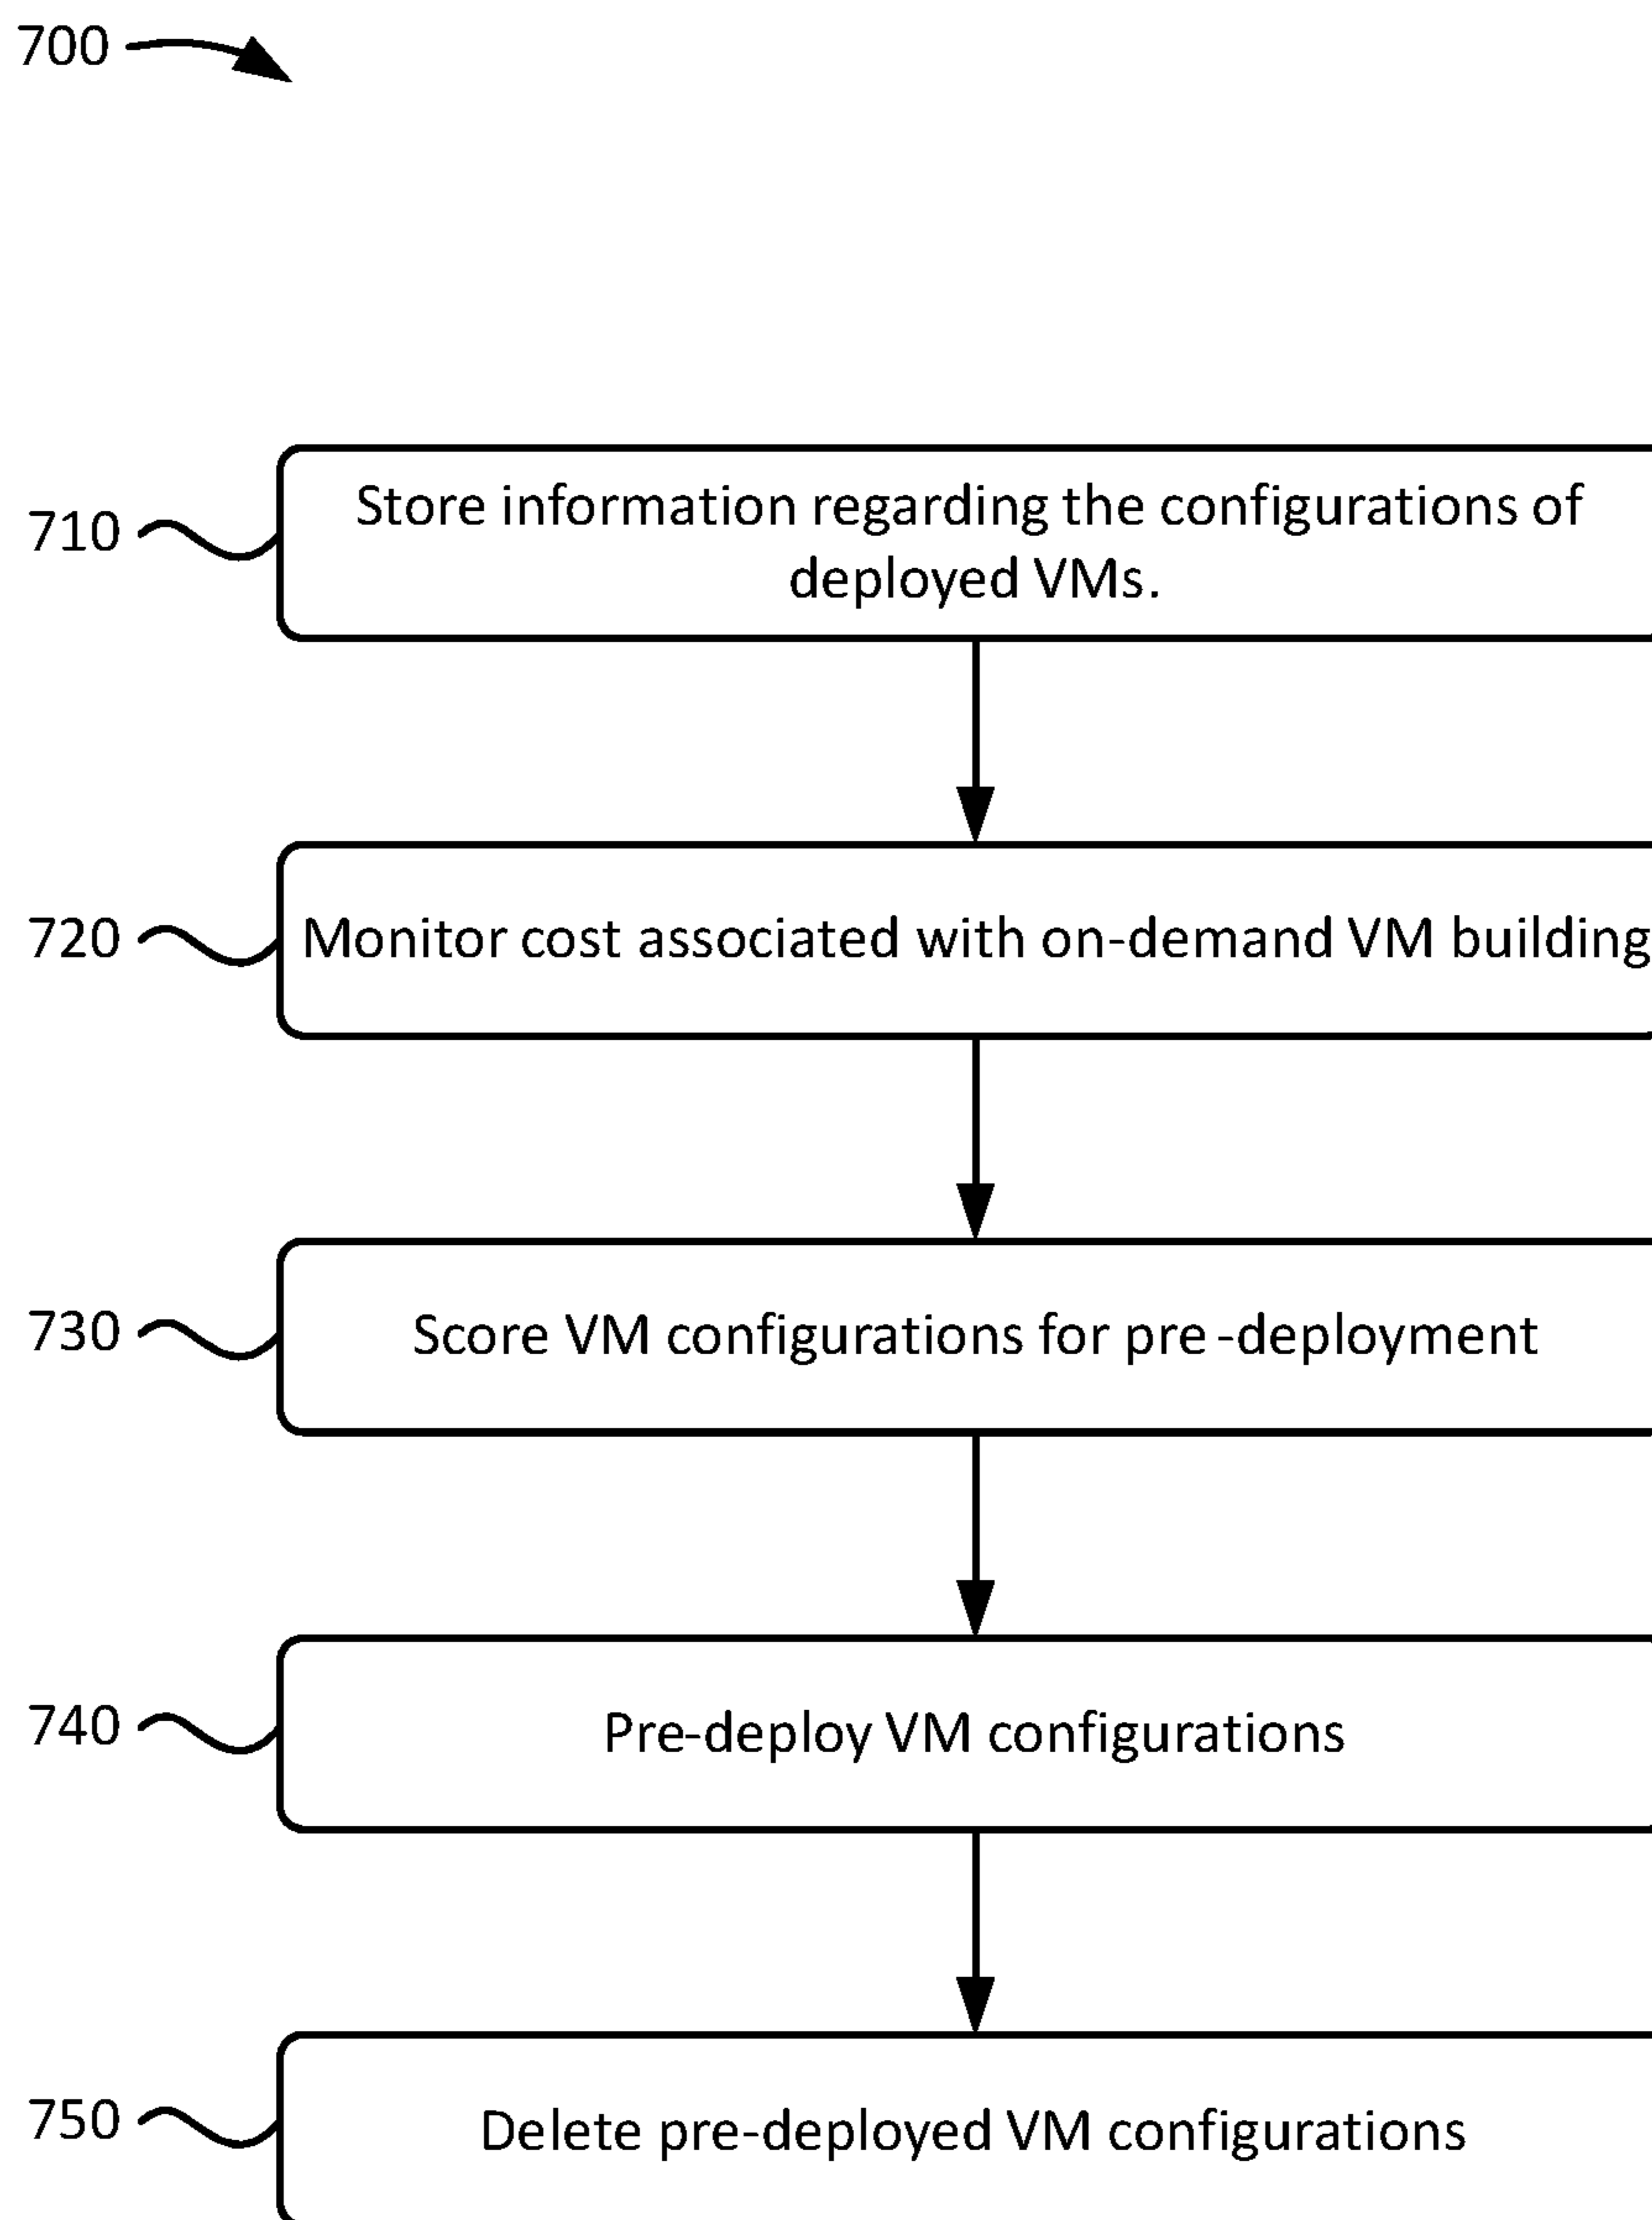 700
710
Store information regarding the configurations of
deployed VMs.
720
Monitor cost associated with on-demand VM building
730
Score VM configurations for pre -deployment
740
Pre-deploy VM configurations
750
Delete pre-deployed VM configurations